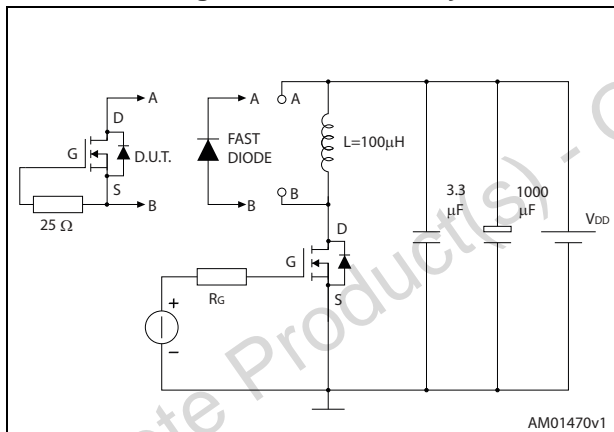 A
D
G
D.U.T.
S
B
25 Ω
A
FAST
DIODE
B
A
B
L=100μH
D
G
S
RG
+
−
3.3
μF
1000
μF
VDD
AM01470v1